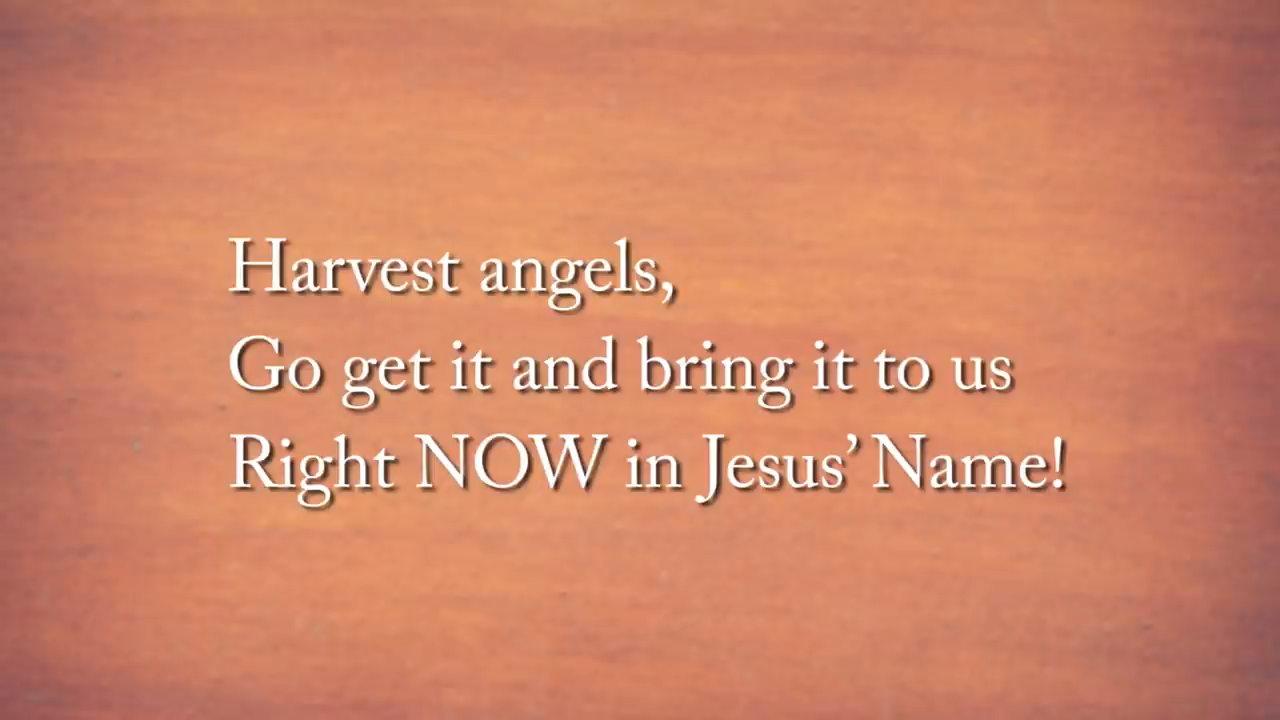 Harvest angels,
Go get it and bring it to us
Right NOW in Jesus’ Name!